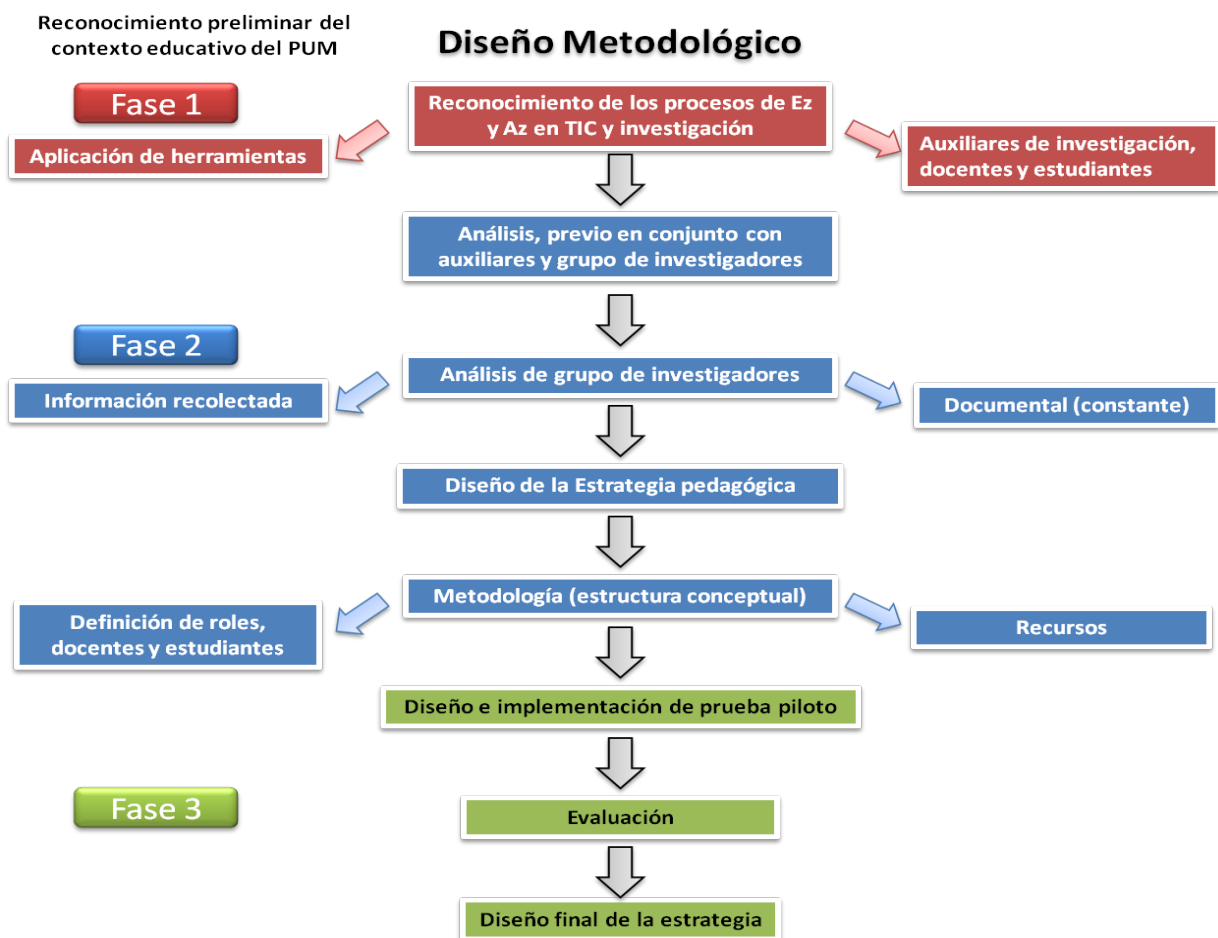 Reconocimiento preliminar del
contexto educativo del PUM
Diseño Metodológico
Fase 1
Reconocimiento de los procesos de Ez
y Az en TIC y investigación
Aplicación de herramientas
Auxiliares de investigación,
docentes y estudiantes
Análisis, previo en conjunto con
auxiliares y grupo de investigadores
Fase 2
Análisis de grupo de investigadores
Información recolectada
Documental (constante)
Diseño de la Estrategia pedagógica
Metodología (estructura conceptual)
Definición de roles,
docentes y estudiantes
Recursos
Diseño e implementación de prueba piloto
Fase 3
Evaluación
Diseño final de la estrategia